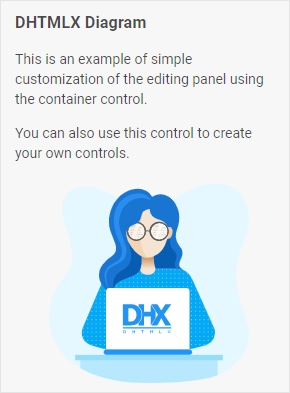 DHTMLX Diagram
This is an example of simple
customization of the editing panel using
the container control.
You can also use this control to create
your own controls.
DHX
DHTMLX